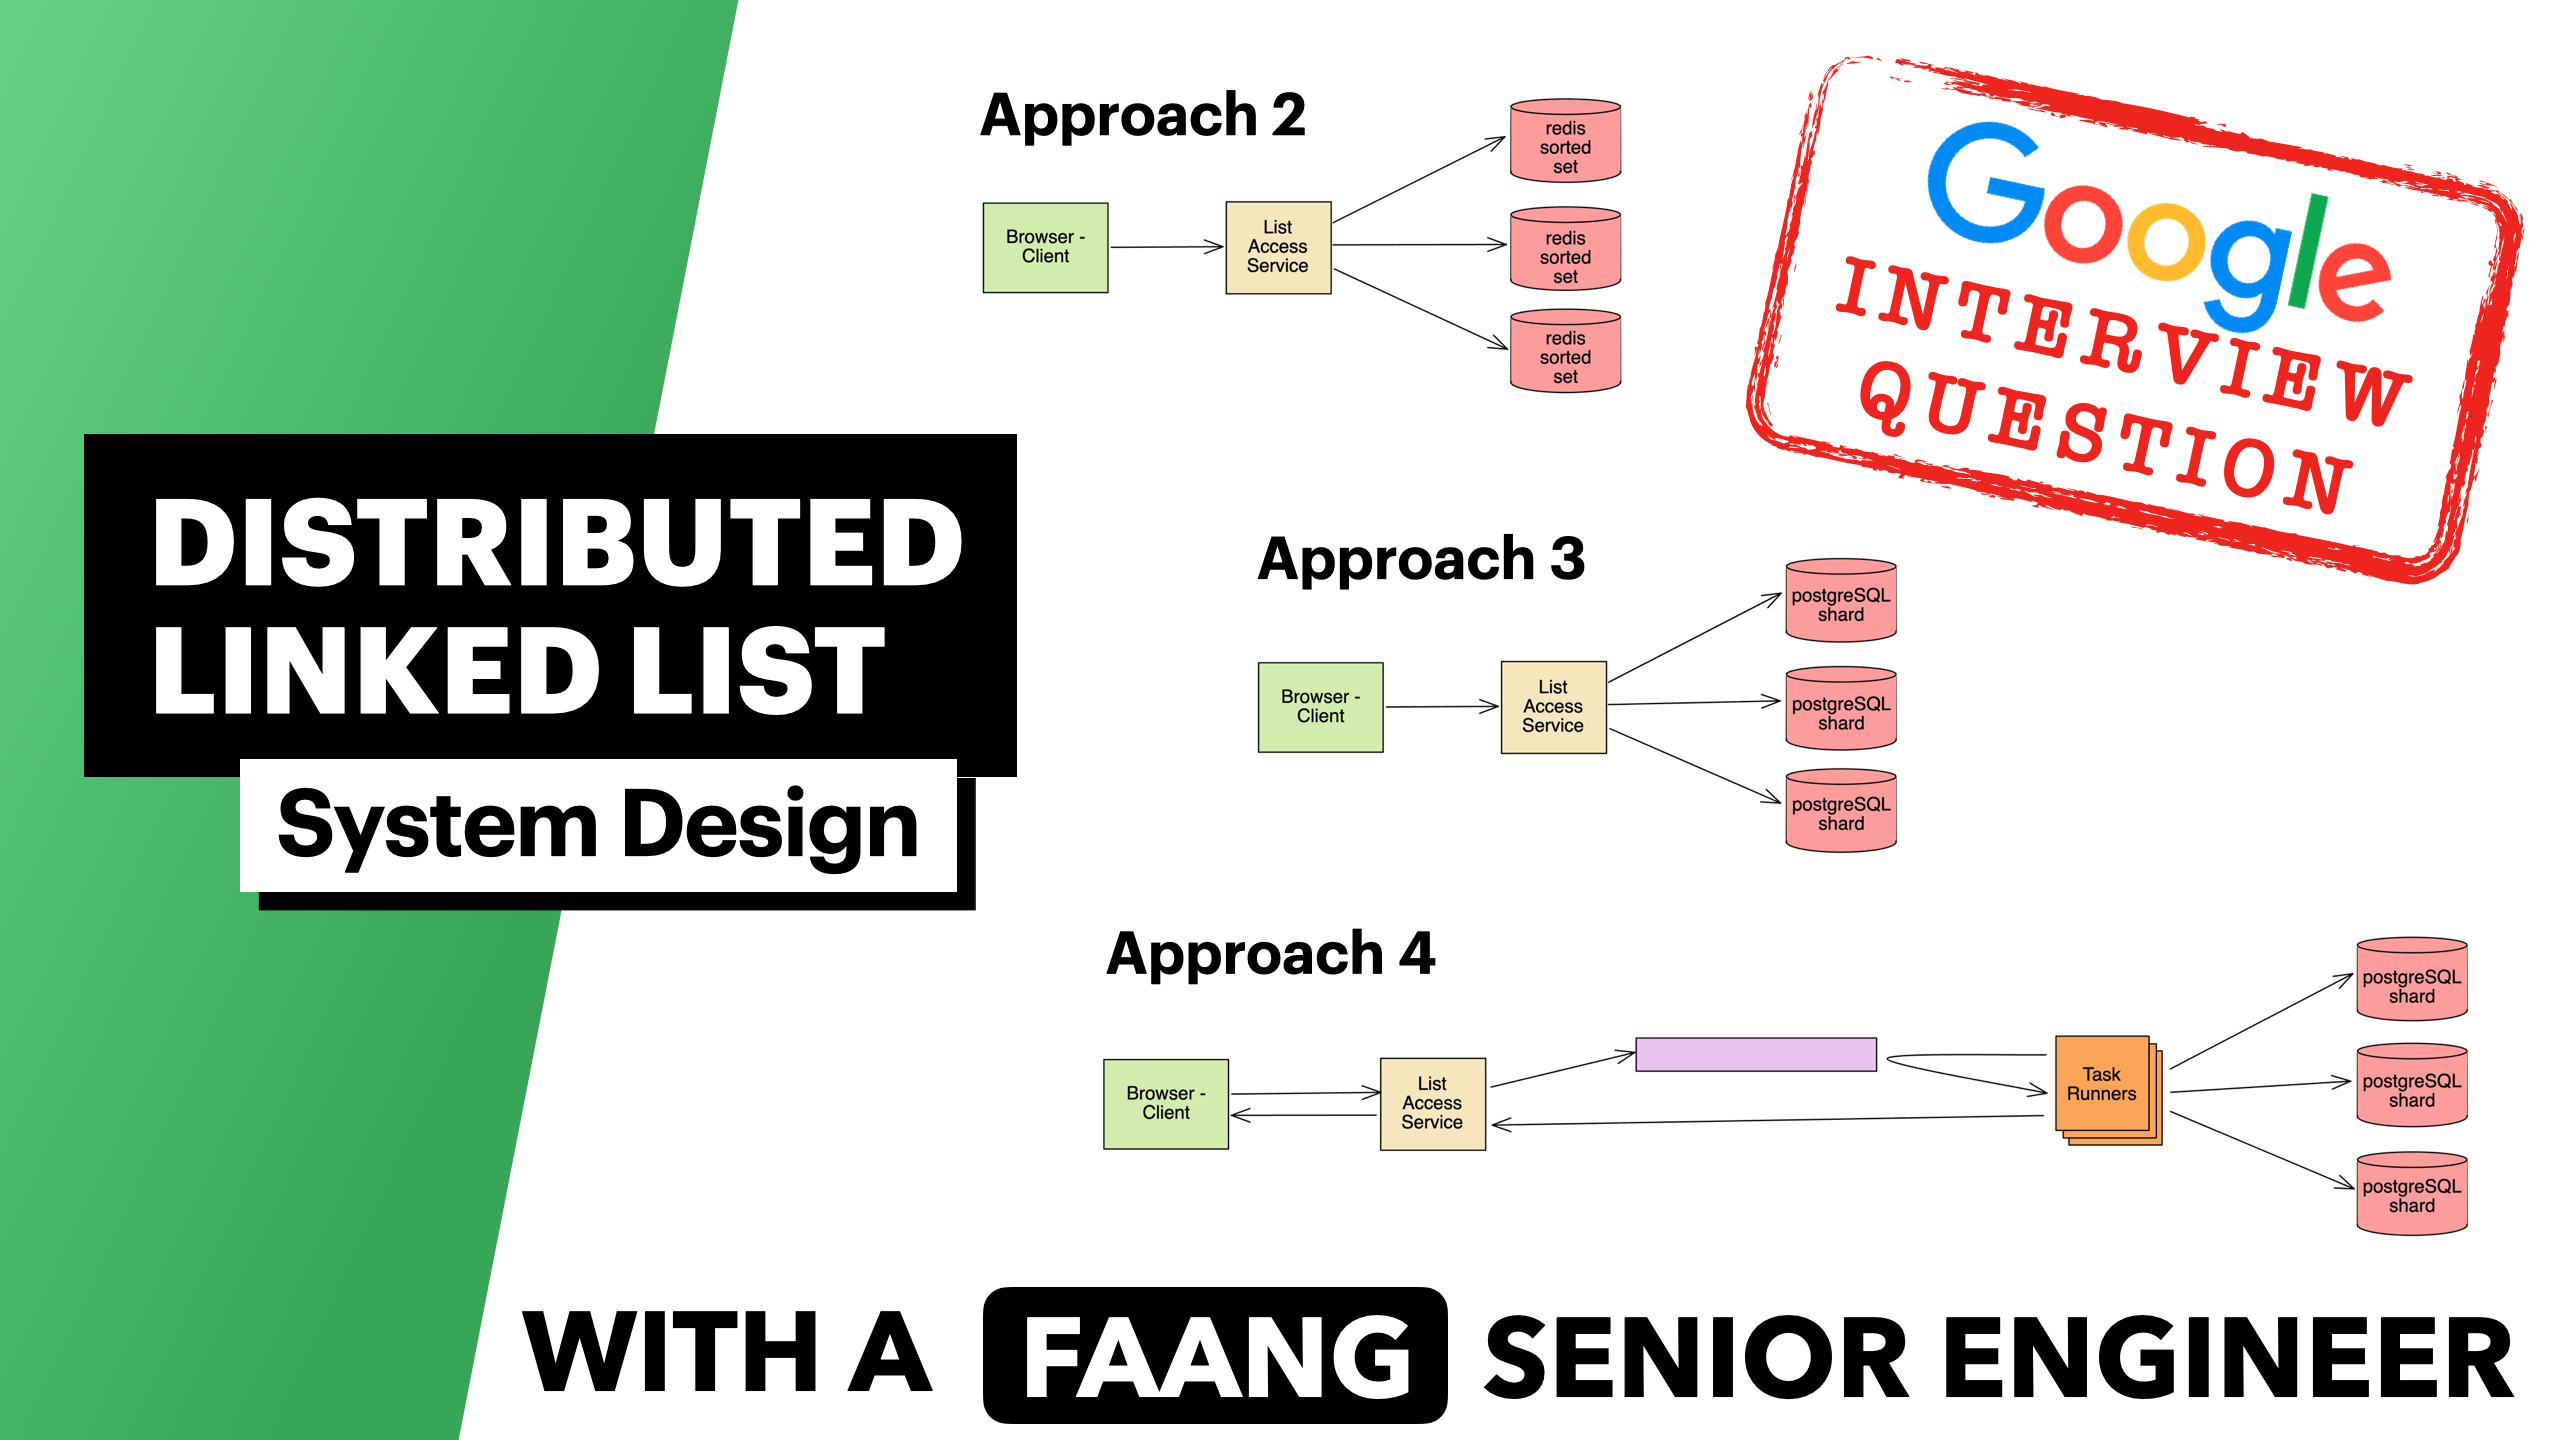 DISTRIBUTED
LINKED LIST
System Design
Approach 2
Browser -
Client
List
Access
Service
redis
sorted
set
redis
sorted
set
redis
sorted
set
Google
INTERVIEW
QUESTION
Approach 3
Browser -
Client
List
Access
Service
postgreSQL
shard
postgreSQL
shard
postgreSQL
shard
Approach 4
Browser -
Client
List
Access
Service
Task
Runners
postgreSQL
shard
postgreSQL
shard
postgreSQL
shard
WITH A FAANG SENIOR ENGINEER